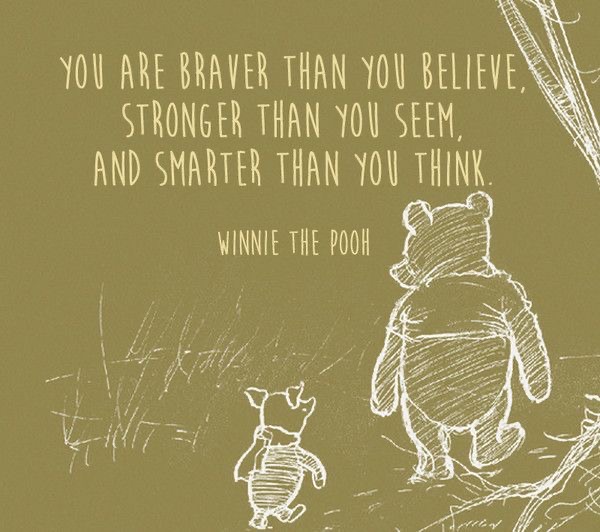 YOU ARE BRAVER THAN YOU BELIEVE,
STRONGER THAN YOU SEEM,
AND SMARTER THAN YOU THINK.
WINNIE THE POOH